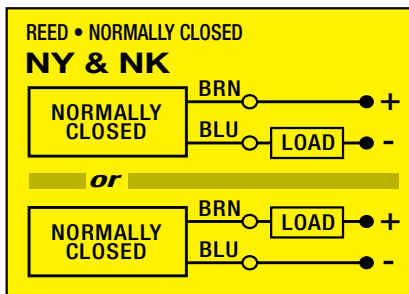 REED • NORMALLY CLOSED
NY & NK
BRN +
NORMALLY
CLOSED
BLU LOAD -
or
BRN LOAD +
NORMALLY
CLOSED
BLU -